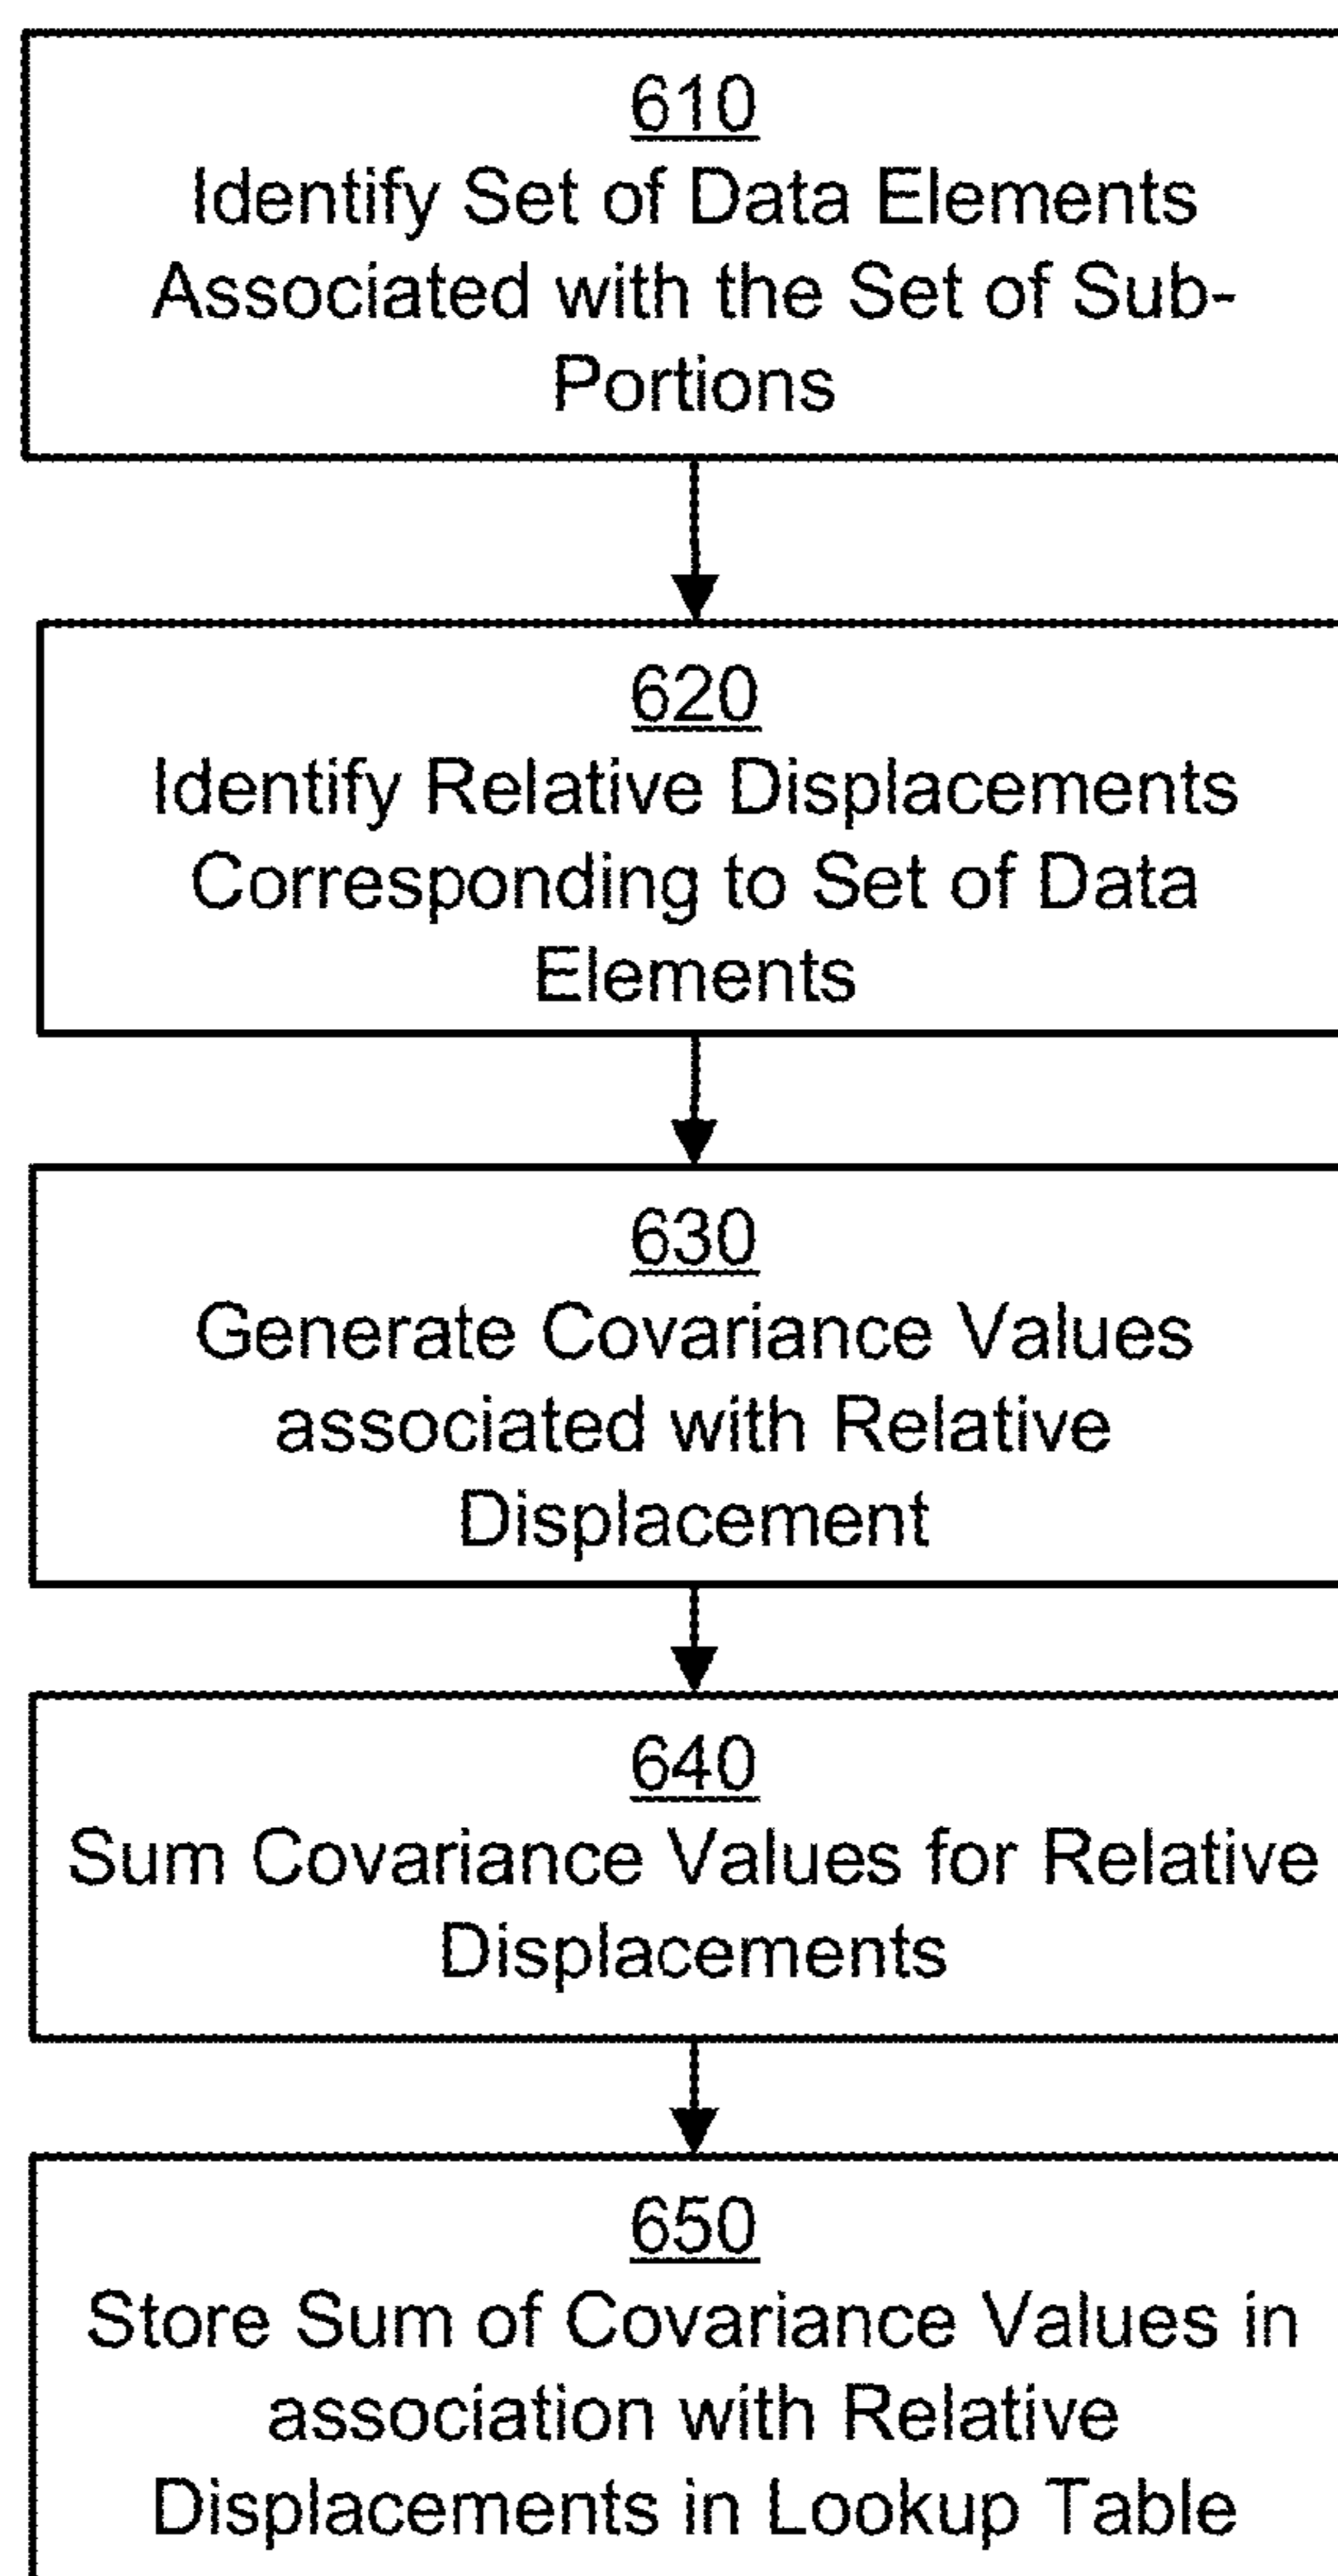 610
Identify Set of Data Elements
Associated with the Set of Sub-
Portions
620
Identify Relative Displacements
Corresponding to Set of Data
Elements
630
Generate Covariance Values
associated with Relative
Displacement
640
Sum Covariance Values for Relative
Displacements
650
Store Sum of Covariance Values in
association with Relative
Displacements in Lookup Table